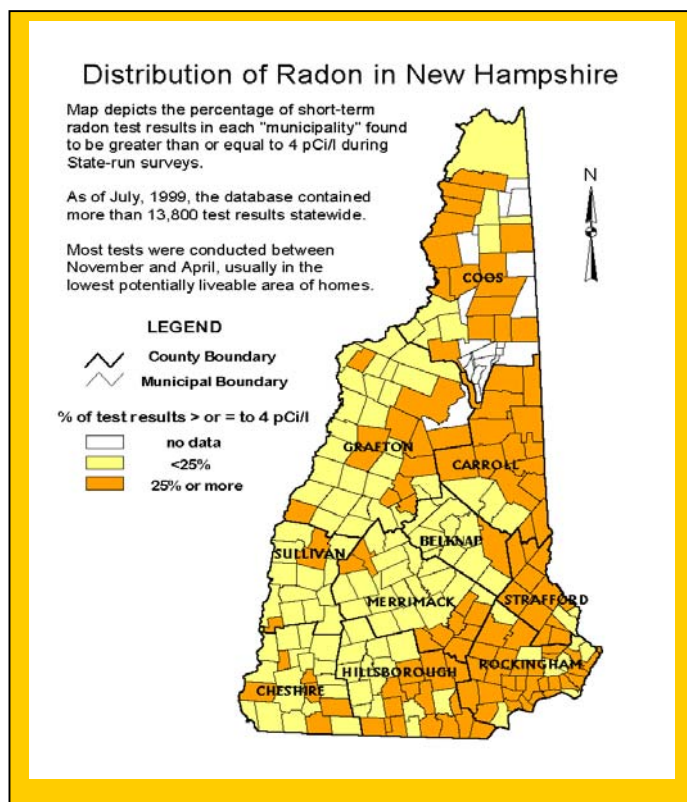 Distribution of Radon in New Hampshire
Map depicts the percentage of short-term
radon test results in each "municipality" found
to be greater than or equal to 4 pCi/l during
State-run surveys.
As of July, 1999, the database contained
more than 13,800 test results statewide.
Most tests were conducted between
November and April, usually in the
lowest potentially liveable area of homes.
N
LEGEND
County Boundary
Municipal Boundary
% of test results > or = to 4 pCi/l
no data
<25%
25% or more
COOS
GRAFTON
CARROLL
SULLIVAN
BELKNAP
MERRIMACK
STRAFFORD
CHESHIRE
HILLSBOROUGH
ROCKINGHAM